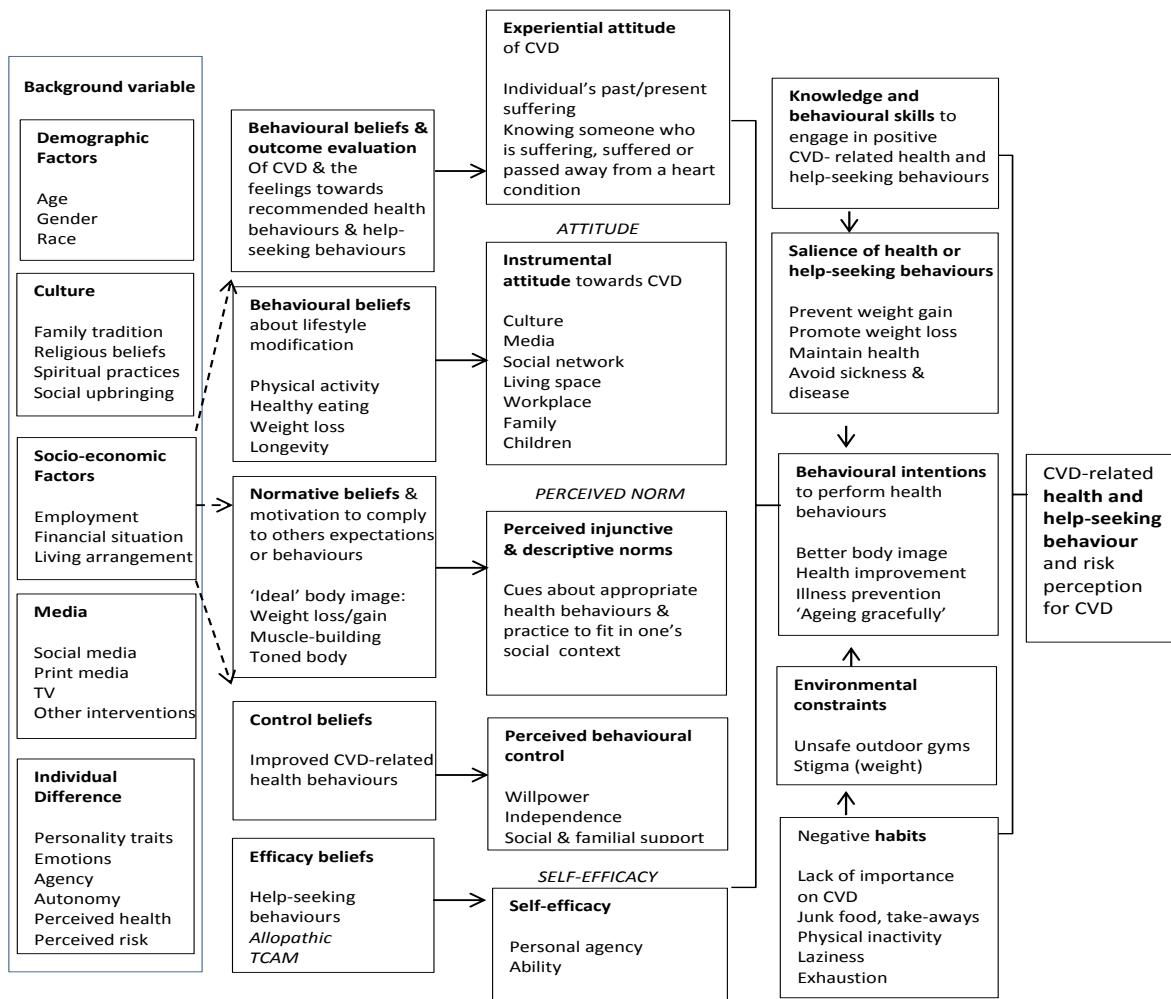 Background variable
Demographic
Factors
Age
Gender
Race
Culture
Family tradition
Religious beliefs
Spiritual practices
Social upbringing
Socio-economic
Factors
Employment
Financial situation
Living arrangement
Media
Social media
Print media
TV
Other interventions
Individual
Difference
Personality traits
Emotions
Agency
Autonomy
Perceived health
Perceived risk
Behavioural beliefs &
outcome evaluation
Of CVD & the
feelings towards
recommended health
behaviours & help-
seeking behaviours
Behavioural beliefs
about lifestyle
modification
Physical activity
Healthy eating
Weight loss
Longevity
Normative beliefs &
motivation to comply
to others expectations
or behaviours
‘Ideal’ body image:
Weight loss/gain
Muscle-building
Toned body
Control beliefs
Improved CVD-related
health behaviours
Efficacy beliefs
Help-seeking
behaviours
Allopathic
TCAM
Experiential attitude
of CVD
Individual’s past/present
suffering
Knowing someone who
is suffering, suffered or
passed away from a heart
condition
ATTITUDE
Instrumental
attitude towards CVD
Culture
Media
Social network
Living space
Workplace
Family
Children
PERCEIVED NORM
Perceived injunctive
& descriptive norms
Cues about appropriate
health behaviours &
practice to fit in one’s
social context
Perceived behavioural
control
Willpower
Independence
Social & familial support
SELF-EFFICACY
Self-efficacy
Personal agency
Ability
Knowledge and
behavioural skills to
engage in positive
CVD- related health and
help-seeking behaviours
Salience of health or
help-seeking behaviours
Prevent weight gain
Promote weight loss
Maintain health
Avoid sickness &
disease
Behavioural intentions
to perform health
behaviours
Better body image
Health improvement
Illness prevention
‘Ageing gracefully’
Environmental
constraints
Unsafe outdoor gyms
Stigma (weight)
Negative habits
Lack of importance
on CVD
Junk food, take-aways
Physical inactivity
Laziness
Exhaustion
CVD-related
health and
help-seeking
behaviour
and risk
perception
for CVD